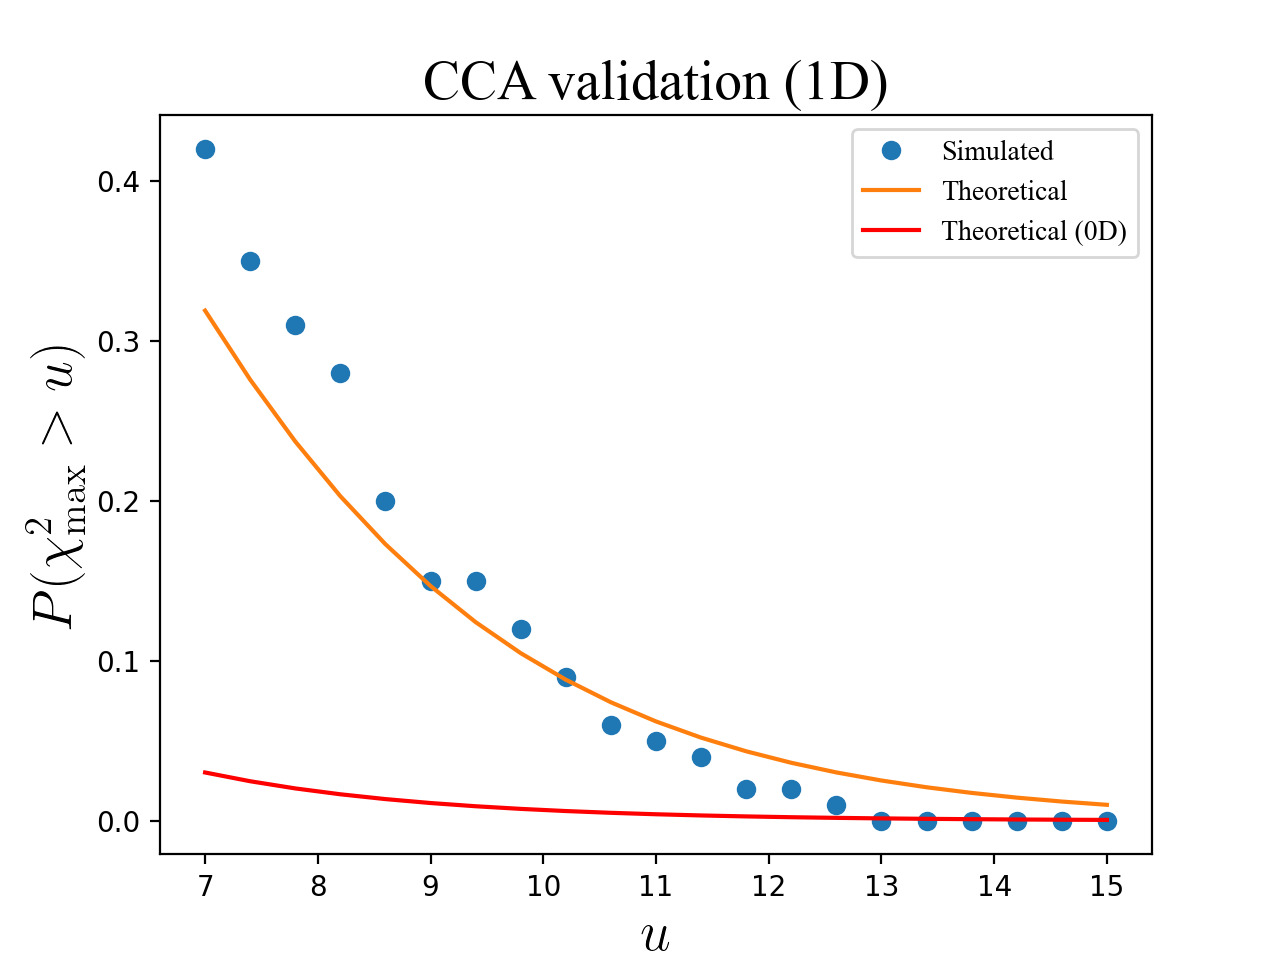 CCA validation (1D)
Simulated
Theoretical
Theoretical (0D)
P(χ²max > u)
0.4
0.3
0.2
0.1
0.0
7 8 9 10 11 12 13 14 15
u